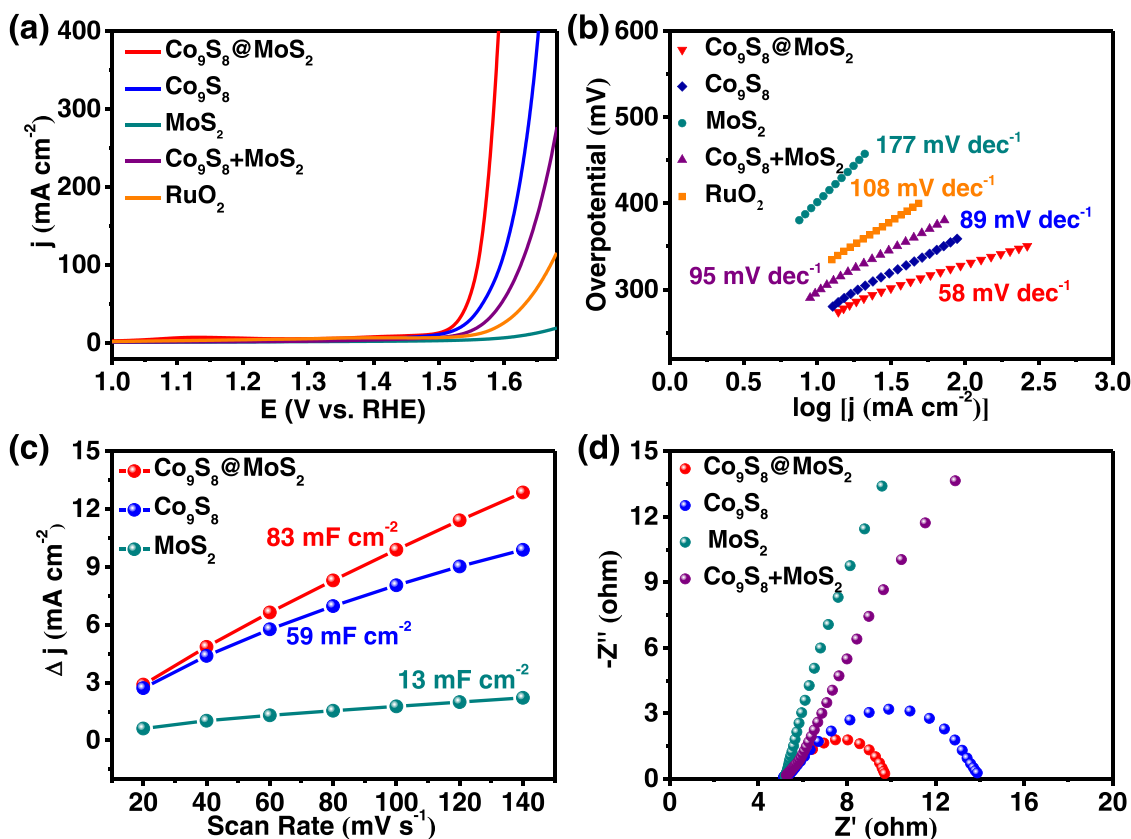 (a)
400
300
200
100
0
j (mA cm⁻²)
Co₉S₈@MoS₂
Co₉S₈
MoS₂
Co₉S₈+MoS₂
RuO₂
1.0 1.1 1.2 1.3 1.4 1.5 1.6
E (V vs. RHE)
(b)
600
500
400
300
Overpotential (mV)
Co₉S₈@MoS₂
Co₉S₈
MoS₂
Co₉S₈+MoS₂
RuO₂
177 mV dec⁻¹
108 mV dec⁻¹
89 mV dec⁻¹
95 mV dec⁻¹
58 mV dec⁻¹
0.0 0.5 1.0 1.5 2.0 2.5 3.0
log [j (mA cm⁻²)]
(c)
15
12
9
6
3
0
Δ j (mA cm⁻²)
Co₉S₈@MoS₂
Co₉S₈
MoS₂
83 mF cm⁻²
59 mF cm⁻²
13 mF cm⁻²
20 40 60 80 100 120 140
Scan Rate (mV s⁻¹)
(d)
15
12
9
6
3
0
-Z'' (ohm)
Co₉S₈@MoS₂
Co₉S₈
MoS₂
Co₉S₈+MoS₂
0 4 8 12 16 20
Z' (ohm)